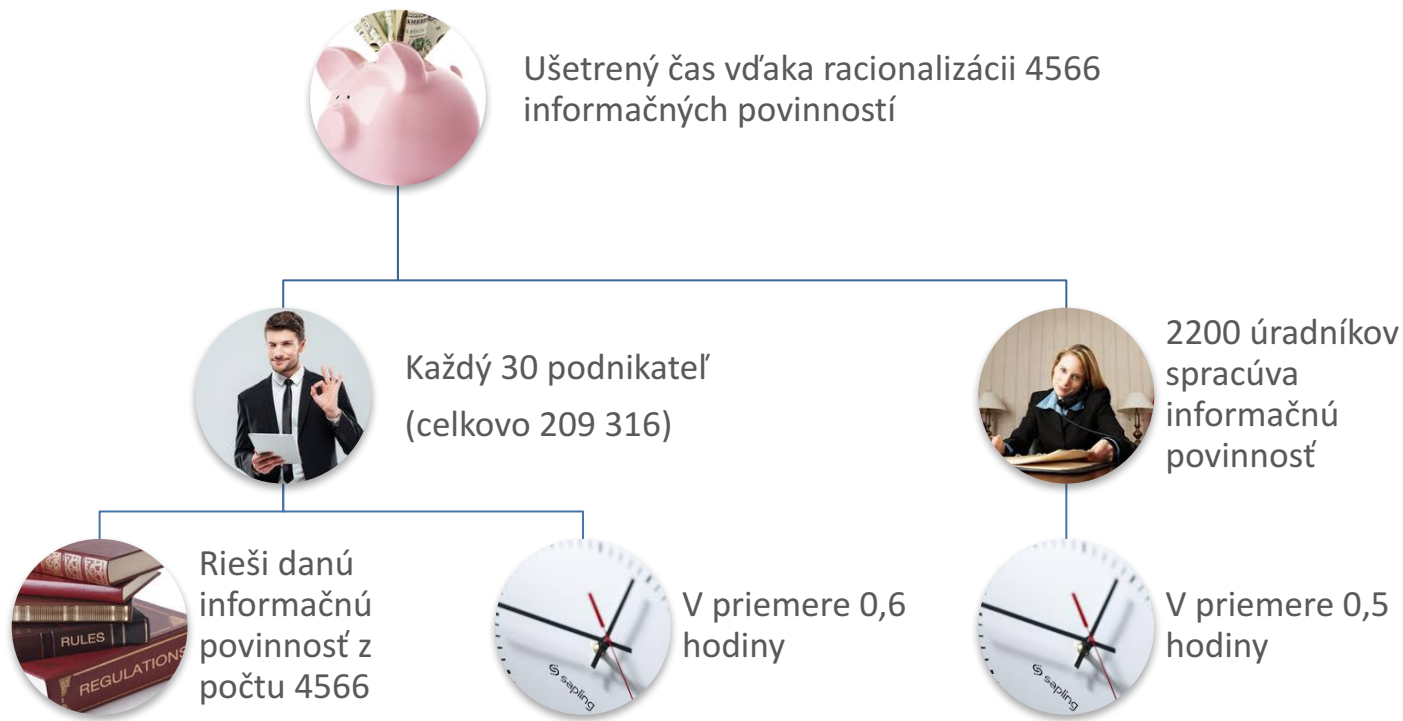 Ušetrený čas vďaka racionalizácii 4566
informačných povinností
Každý 30 podnikateľ
(celkovo 209 316)
2200 úradníkov
spracúva
informačnú
povinnosť
Rieši danú
informačnú
povinnosť z
počtu 4566
RULES
REGULATIONS
V priemere 0,6
hodiny
sapling
V priemere 0,5
hodiny
sapling